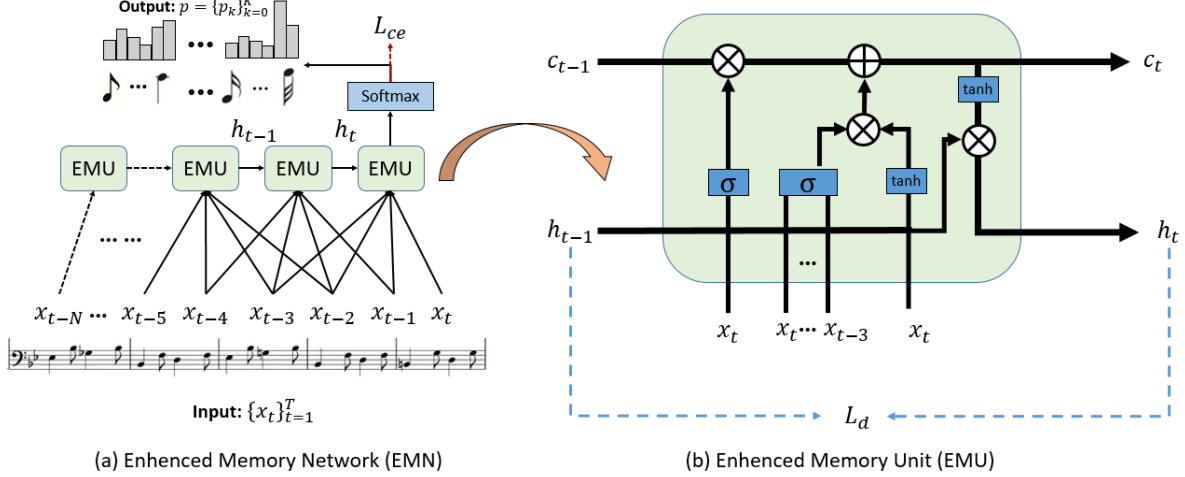 Output: p = {p_k}_{k=0}^K
L_ce
... ...
Softmax
h_{t-1} h_t
EMU EMU EMU EMU
... ...
x_{t-N} ... x_{t-5} x_{t-4} x_{t-3} x_{t-2} x_{t-1} x_t
Input: {x_t}_{t=1}^T
(a) Enhenced Memory Network (EMN)
c_{t-1} c_t
tanh
σ σ tanh
h_{t-1} h_t
...
x_t x_t ... x_{t-3} x_t
L_d
(b) Enhenced Memory Unit (EMU)